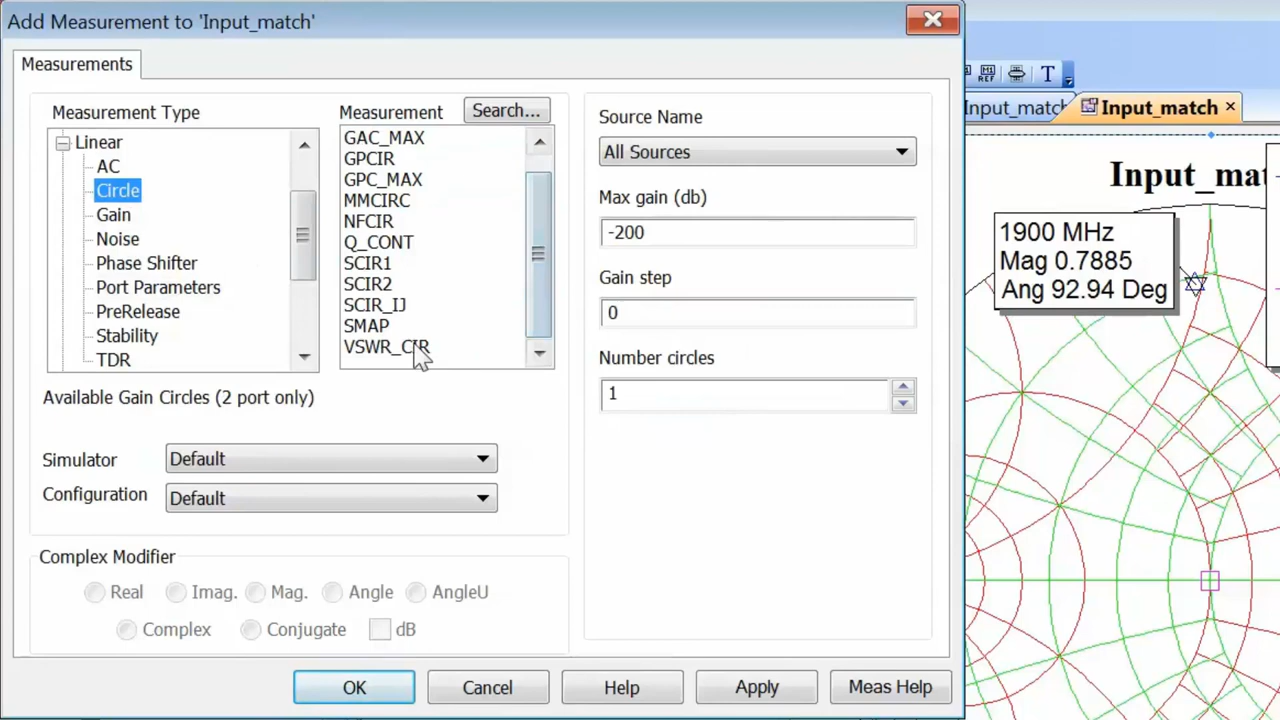 Add Measurement to 'Input_match'
Measurements
Measurement Type
Linear
AC
Circle
Gain
Noise
Phase Shifter
Port Parameters
PreRelease
Stability
TDR
Measurement
Search...
GAC_MAX
GPCIR
GPC_MAX
MMCIRC
NFCIR
Q_CONT
SCIR1
SCIR2
SCIR_IJ
SMAP
VSWR_CIR
Available Gain Circles (2 port only)
Simulator
Default
Configuration
Default
Complex Modifier
Real Imag. Mag. Angle AngleU
Complex Conjugate dB
Source Name
All Sources
Max gain (db)
-200
Gain step
0
Number circles
1
OK Cancel Help Apply Meas Help
M1 REF T
Input_match Input_match
Input_mat
1900 MHz
Mag 0.7885
Ang 92.94 Deg